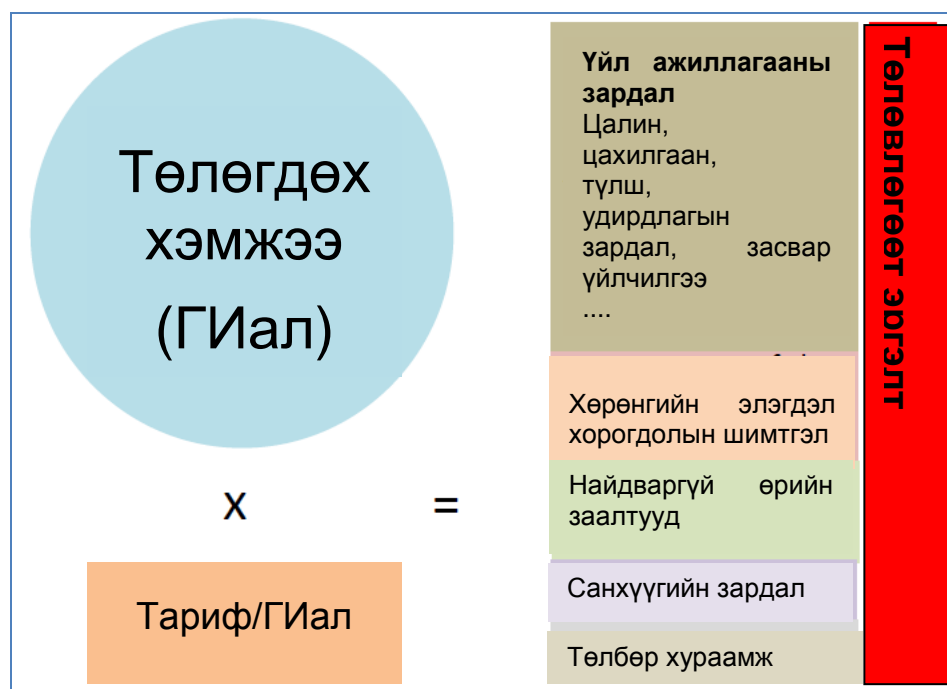 Төлөгдөх
хэмжээ
(ГИал)
x
=
Тариф/ГИал
Үйл ажиллагааны
зардал
Цалин,
цахилгаан,
түлш,
удирдлагын
зардал, засвар
үйлчилгээ
....
Хөрөнгийн элэгдэл
хорогдолын шимтгэл
Найдваргүй өрийн
заалтууд
Санхүүгийн зардал
Төлбөр хураамж
Төлөвлөгөөт эргэлт